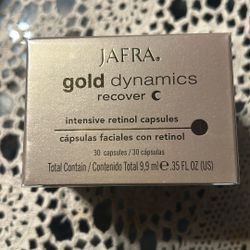 JAFRA®
gold dynamics
recover
intensive retinol capsules
cápsulas faciales con retinol
30 capsules / 30 cápsulas
Total Contain / Contenido Total 9,9 ml ℮ .35 FL OZ (US)